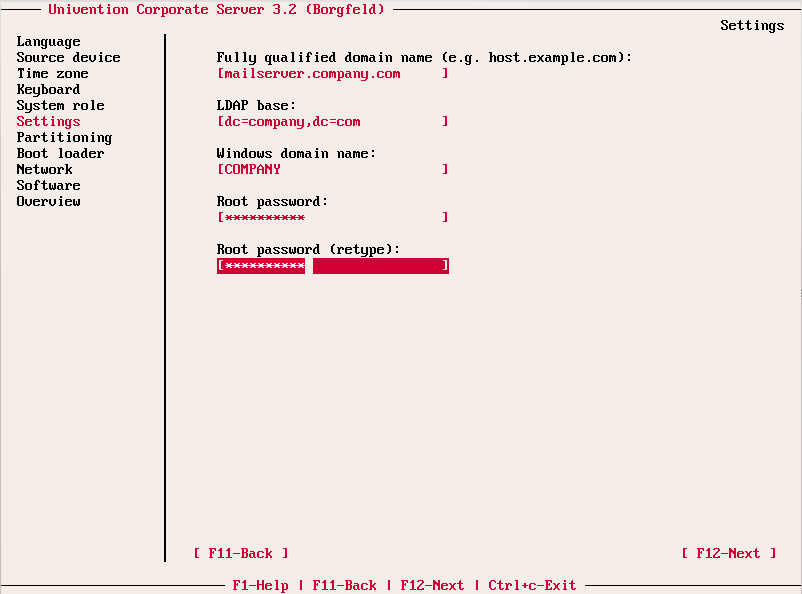 Univention Corporate Server 3.2 (Borgfeld)
Settings
Language
Source device
Time zone
Keyboard
System role
Settings
Partitioning
Boot loader
Network
Software
Overview
Fully qualified domain name (e.g. host.example.com):
[mailserver.company.com ]
LDAP base:
[dc=company,dc=com ]
Windows domain name:
[COMPANY ]
Root password:
[********** ]
Root password (retype):
[********** ]
[ F11-Back ]
[ F12-Next ]
F1-Help | F11-Back | F12-Next | Ctrl+c-Exit